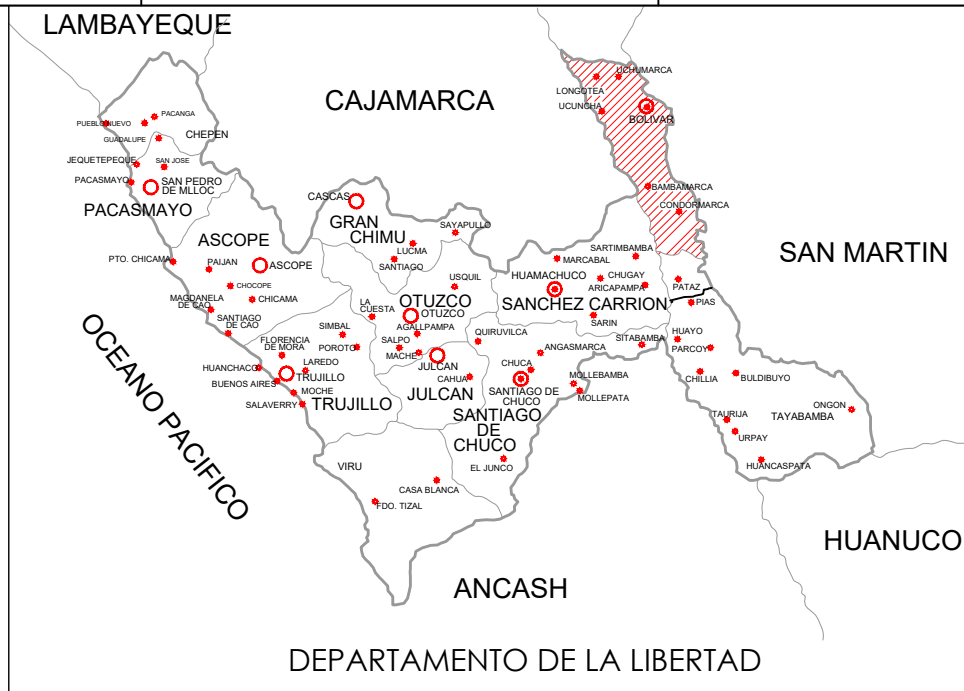 LAMBAYEQUE
CAJAMARCA
UCHUMARCA
LONGOTEA
UCUNCHA
BOLIVAR
PACANGA
PUEBLO NUEVO
GUADALUPE
CHEPEN
JEQUETEPEQUE
SAN JOSE
PACASMAYO
SAN PEDRO
DE MLLOC
PACASMAYO
BAMBAMARCA
CONDORMARCA
CASCAS
GRAN
CHIMU
SAYAPULLO
LUCMA
SANTIAGO
ASCOPE
ASCOPE
PTO. CHICAMA
PAIJAN
CHOCOPE
CHICAMA
MAGDANELA
DE CAO
SANTIAGO
DE CAO
SAN MARTIN
SARTIMBAMBA
MARCABAL
HUAMACHUCO
CHUGAY
ARICAPAMPA
SANCHEZ CARRION
SARIN
PATAZ
PIAS
USQUIL
OTUZCO
OTUZCO
LA
CUESTA
AGALLPAMPA
SALPO
MACHE
SIMBAL
POROTO
FLORENCIA
DE MORA
LAREDO
HUANCHACO
TRUJILLO
BUENOS AIRES
MOCHE
SALAVERRY
TRUJILLO
QUIRUVILCA
SITABAMBA
HUAYO
PARCOY
ANGASMARCA
JULCAN
CAHUA
JULCAN
CHUCA
SANTIAGO DE
CHUCO
MOLLEBAMBA
MOLLEPATA
SANTIAGO
DE
CHUCO
CHILLIA
BULDIBUYO
ONGON
TAYABAMBA
TAURIJA
URPAY
HUANCASPATA
OCEANO PACIFICO
VIRU
EL JUNCO
CASA BLANCA
FDO. TIZAL
HUANUCO
ANCASH
DEPARTAMENTO DE LA LIBERTAD